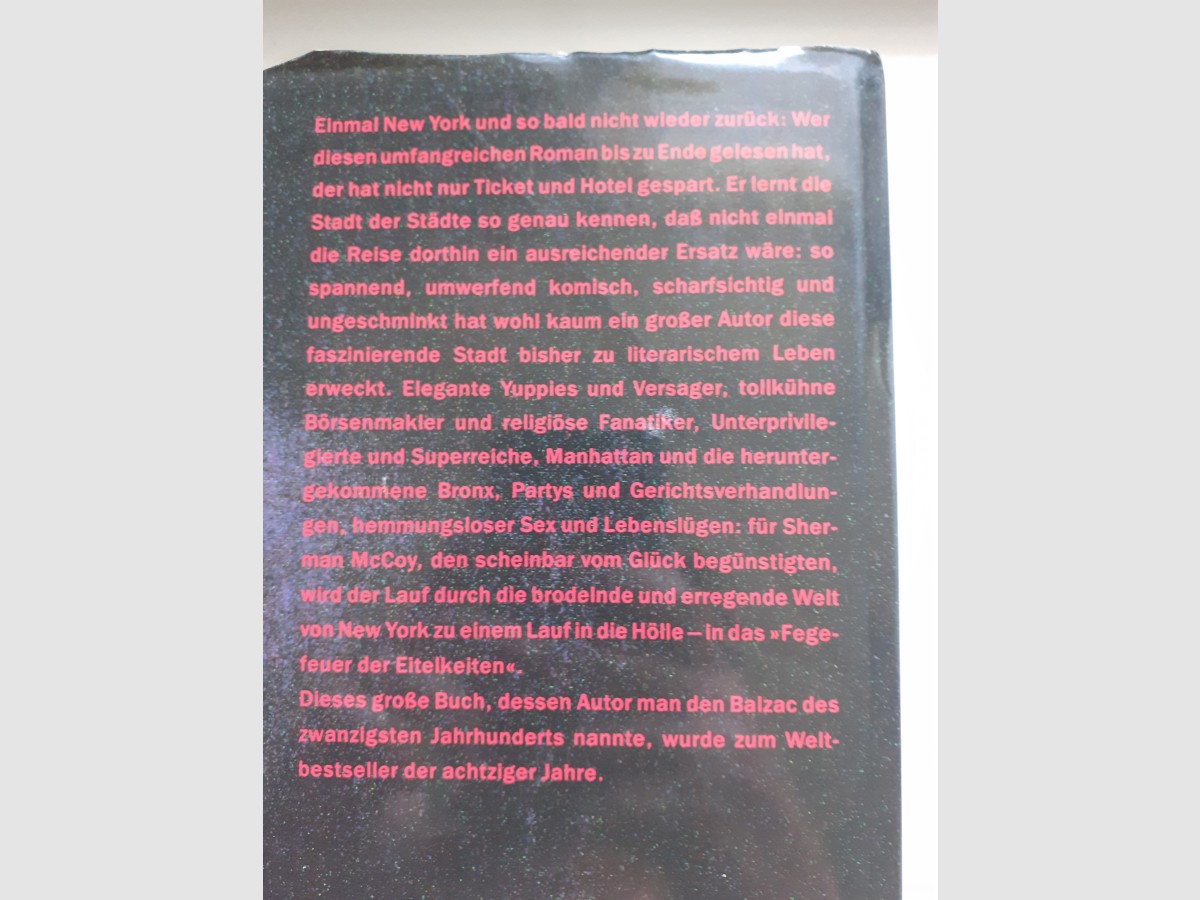 Einmal New York und so bald nicht wieder zurück: Wer
diesen umfangreichen Roman bis zu Ende gelesen hat,
der hat nicht nur Ticket und Hotel gespart. Er lernt die
Stadt der Städte so genau kennen, daß nicht einmal
die Reise dorthin ein ausreichender Ersatz wäre: so
spannend, umwerfend komisch, scharfsichtig und
ungeschminkt hat wohl kaum ein großer Autor diese
faszinierende Stadt bisher zu literarischem Leben
erweckt. Elegante Yuppies und Versager, tollkühne
Börsenmakler und religiöse Fanatiker, Unterprivile-
gierte und Superreiche, Manhattan und die herunter-
gekommene Bronx, Partys und Gerichtsverhandlun-
gen, hemmungsloser Sex und Lebenslügen: für Sher-
man McCoy, den scheinbar vom Glück begünstigten,
wird der Lauf durch die brodelnde und erregende Welt
von New York zu einem Lauf in die Hölle – in das »Fege-
feuer der Eitelkeiten«.
Dieses große Buch, dessen Autor man den Balzac des
zwanzigsten Jahrhunderts nannte, wurde zum Welt-
bestseller der achtziger Jahre.